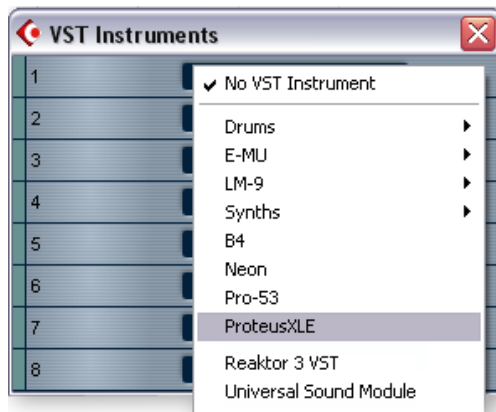 VST Instruments
1
No VST Instrument
2
Drums
3
E-MU
LM-9
4
Synths
5
B4
Neon
6
Pro-53
7
ProteusXLE
8
Reaktor 3 VST
Universal Sound Module